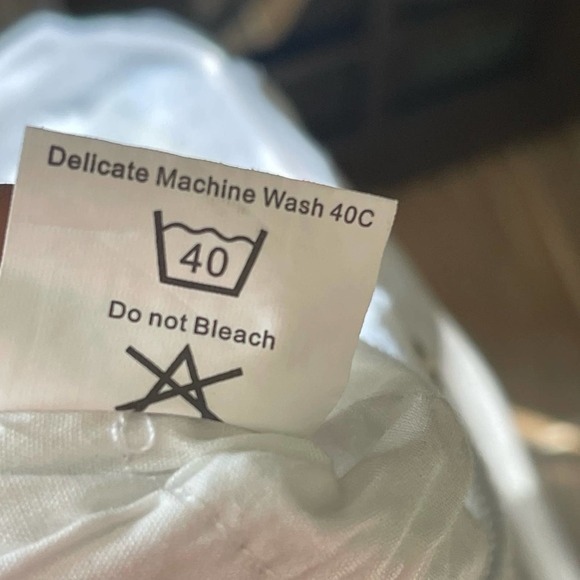 Delicate Machine Wash 40C
40
Do not Bleach